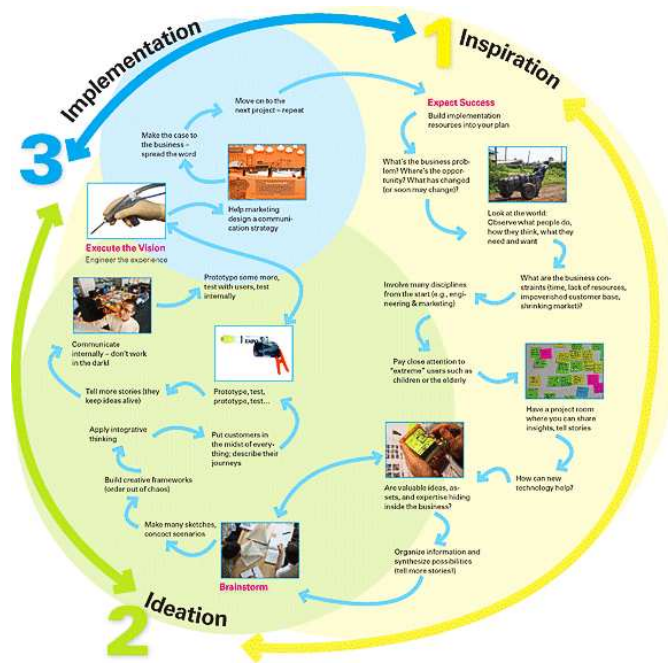 1
Inspiration
Expect Success
Build implementation
resources into your plan
What's the business prob-
lem? Where's the oppor-
tunity? What has changed
(or soon may change)?
Look at the world:
Observe what people do,
how they think, what they
need and want
What are the business con-
straints (time, lack of resources,
impoverished customer base,
shrinking market)?
Involve many disciplines
from the start (e.g., engi-
neering & marketing)
Pay close attention to
"extreme" users such as
children or the elderly
Have a project room
where you can share
insights, tell stories
How can new
technology help?
Are valuable ideas, as-
sets, and expertise hiding
inside the business?
Organize information and
synthesize possibilities
(tell more stories!)
2
Ideation
Brainstorm
Make many sketches,
concoct scenarios
Build creative frameworks
(order out of chaos)
Apply integrative
thinking
Put customers in
the midst of every-
thing; describe their
journeys
Prototype, test,
prototype, test...
Tell more stories (they
keep ideas alive)
Communicate
internally – don't work
in the dark!
Prototype some more,
test with users, test
internally
3
Implementation
Execute the Vision
Engineer the experience
Help marketing
design a communi-
cation strategy
Make the case to
the business –
spread the word
Move on to the
next project – repeat